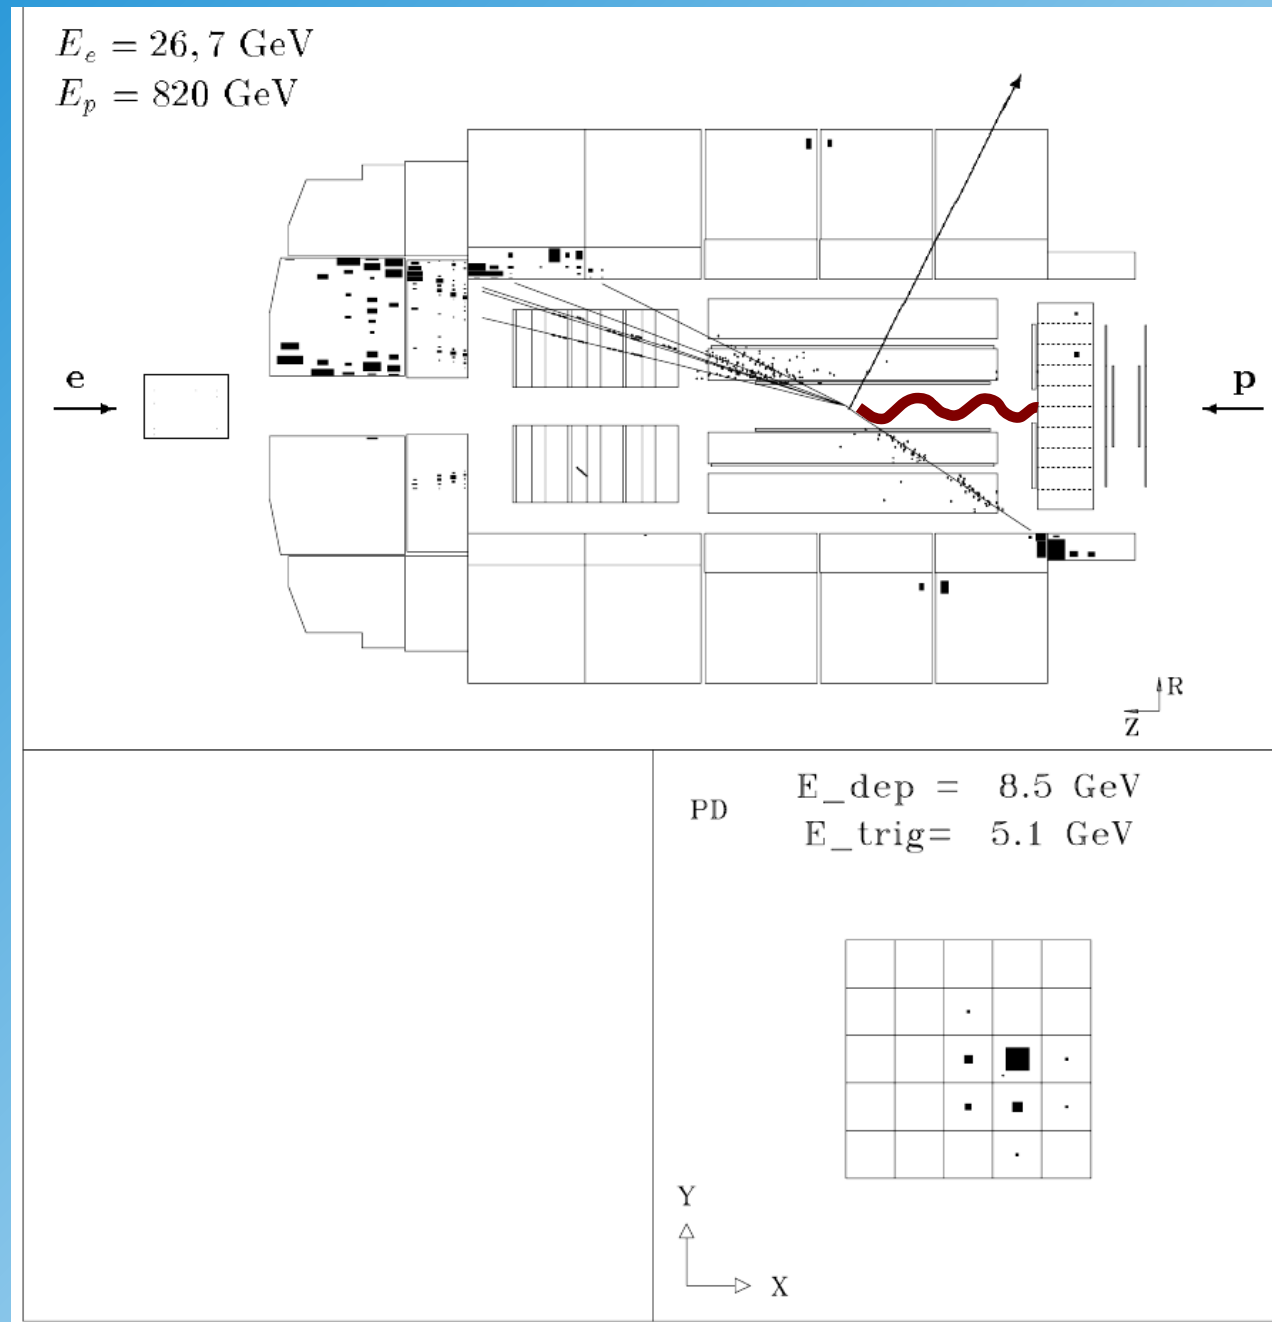 E_e = 26, 7 GeV
E_p = 820 GeV
e
p
R
Z
PD
E_dep = 8.5 GeV
E_trig= 5.1 GeV
Y
X